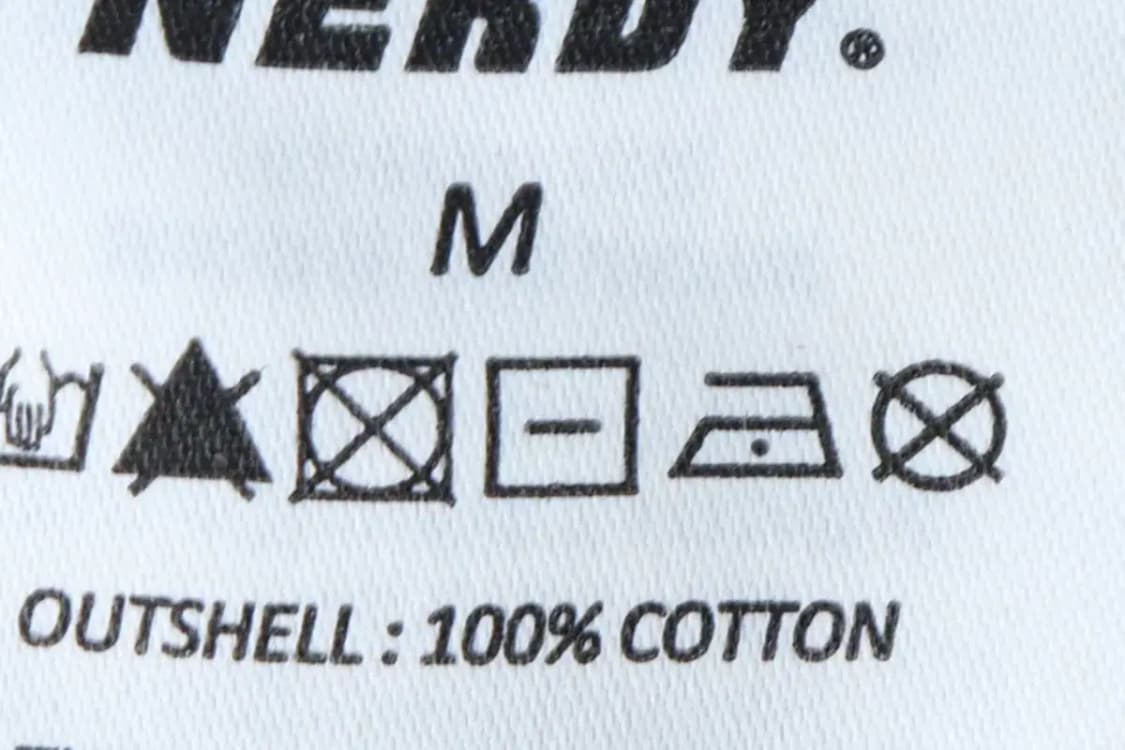 NERDY.®
M
OUTSHELL : 100% COTTON